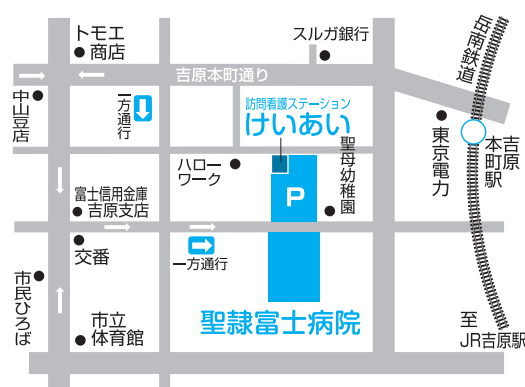 トモエ
商店
スルガ銀行
岳南鉄道
吉原本町通り
中山豆店
一方通行
訪問看護ステーション
けいあい
聖母幼稚園
東京電力
吉原
本町駅
ハロー
ワーク
富士信用金庫
吉原支店
P
交番
一方通行
市民ひろば
市立
体育館
聖隷富士病院
至
JR吉原駅